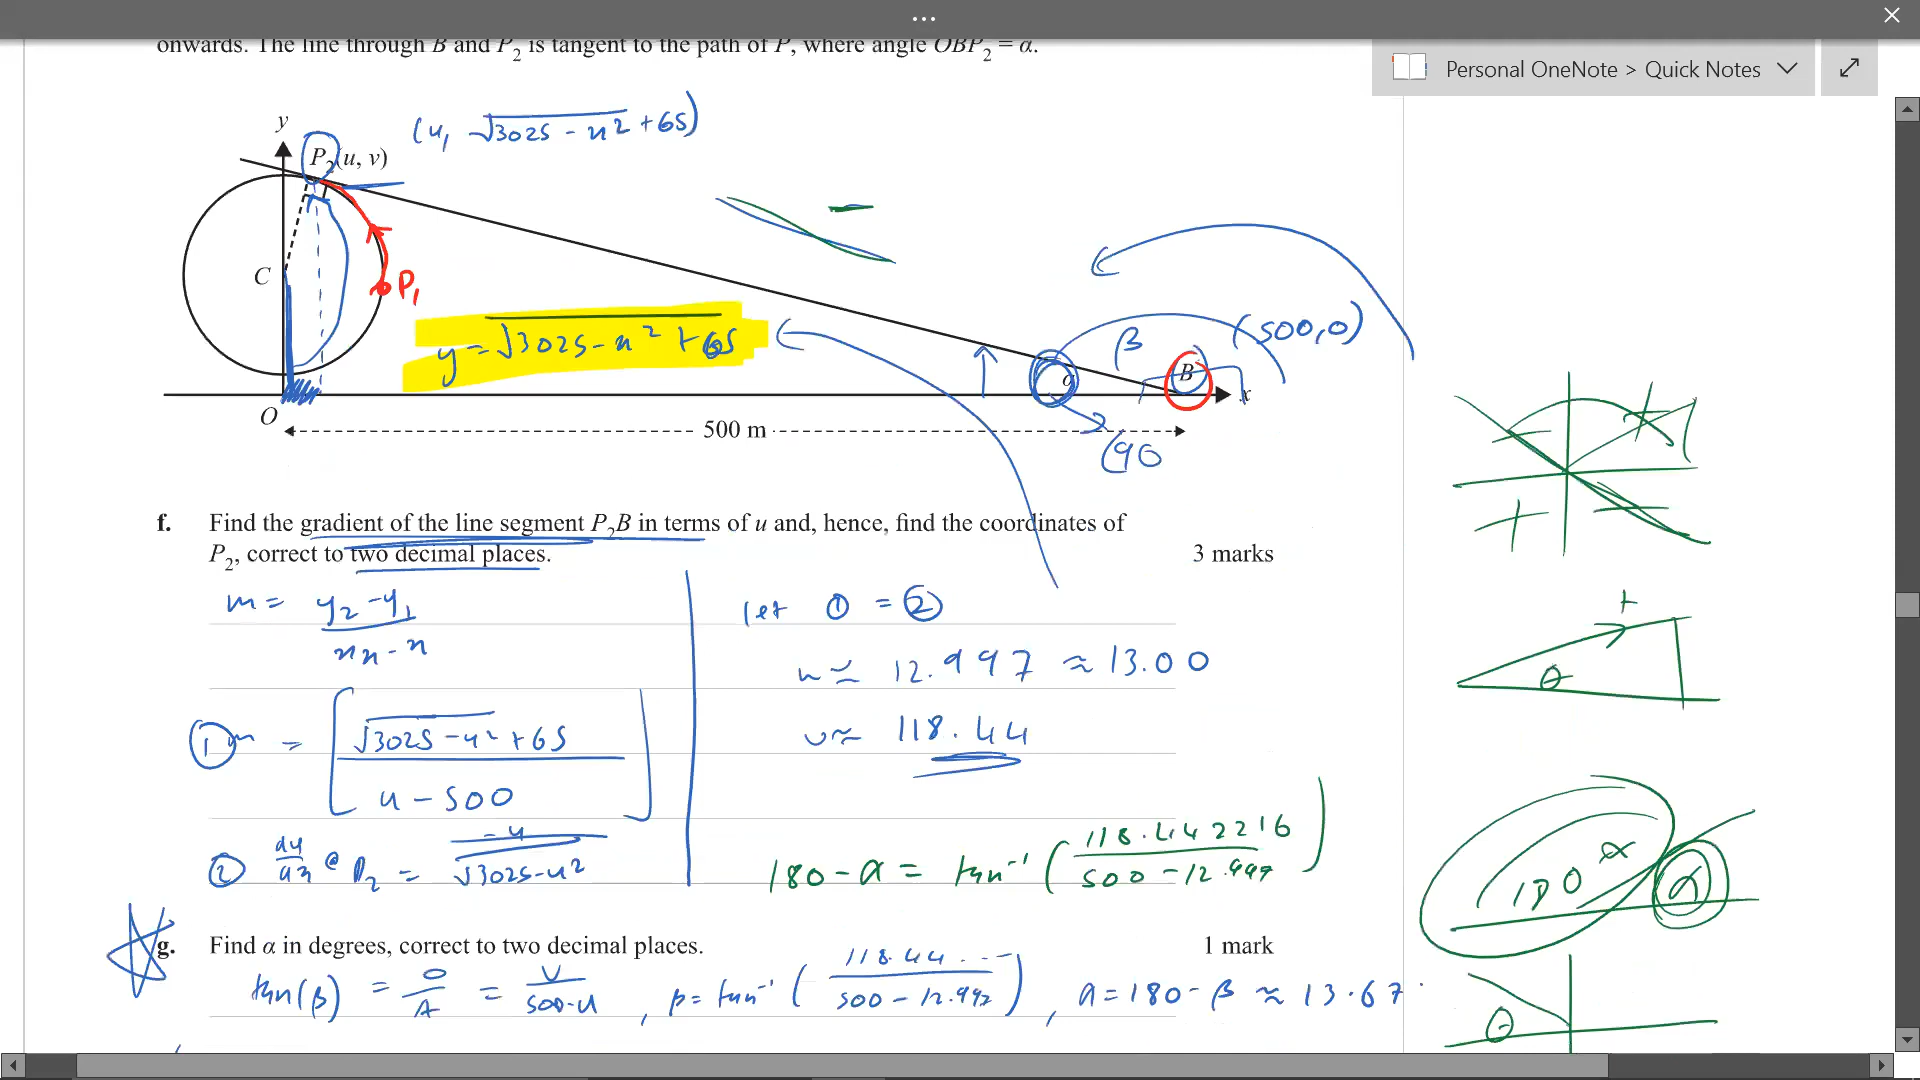 ...
onwards. The line through B and P₂ is tangent to the path of P, where angle OBP₂ = α.
Personal OneNote > Quick Notes
(u, √3025 - u² + 65)
y
P₂(u, v)
C
P₁
y = √3025 - x² + 65
β
(500,0)
α
B
x
O
500 m
(90
f. Find the gradient of the line segment P₂B in terms of u and, hence, find the coordinates of
P₂, correct to two decimal places.
3 marks
m = y₂ - y₁
let ① = ②
u ≈ 12.997 ≈ 13.00
① m = √3025 - u² + 65
u - 500
v ≈ 118.44
② dy/dx @ P₂ = -u / √3025 - u²
180 - α = tan⁻¹ ( 118.442216 / 500 - 12.997 )
g. Find α in degrees, correct to two decimal places.
1 mark
tan(β) = O/A = v/500-u , β = tan⁻¹ ( 118.44... / 500 - 12.997 ) , α = 180 - β ≈ 13.67
+
+
θ
180
α
α
θ